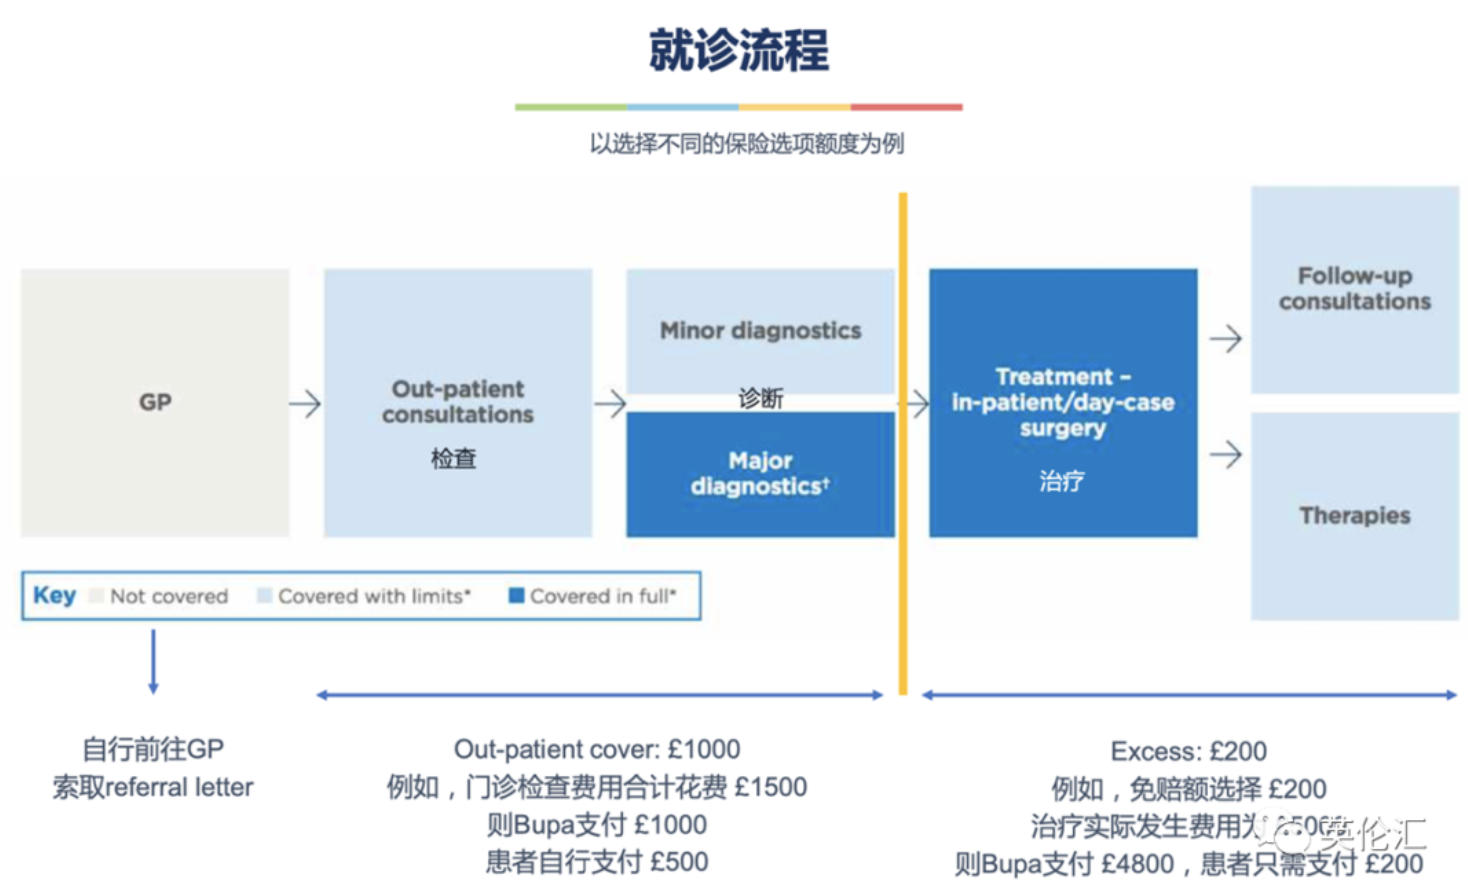 就诊流程
以选择不同的保险选项额度为例
GP
Out-patient
consultations
检查
Minor diagnostics
诊断
Major
diagnostics†
Treatment –
in-patient/day-case
surgery
治疗
Follow-up
consultations
Therapies
Key Not covered Covered with limits* Covered in full*
自行前往GP
索取referral letter
Out-patient cover: £1000
例如，门诊检查费用合计花费 £1500
则Bupa支付 £1000
患者自行支付 £500
Excess: £200
例如，免赔额选择 £200
治疗实际发生费用为
则Bupa支付 £4800，患者只需支付 £200
英伦汇